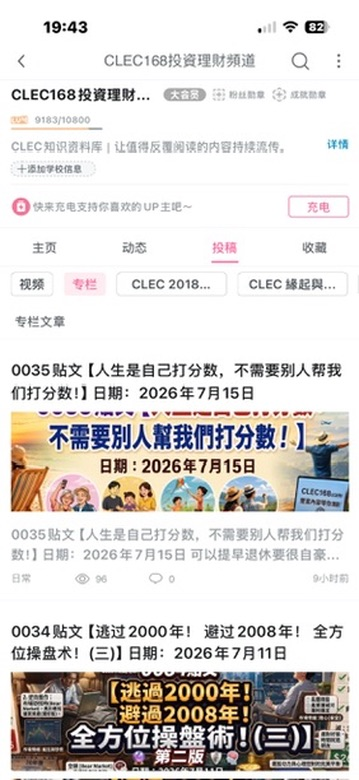 19:43
82
CLEC168投資理財頻道
CLEC168投資理財... 大会员 粉丝勋章 成就勋章
9183/10800
CLEC知识资料库｜让值得反覆阅读的内容持续流传。 详情
+添加学校信息
快来充电支持你喜欢的UP主吧～ 充电
主页 动态 投稿 收藏
视频 专栏 CLEC 2018... CLEC 緣起與...
专栏文章
0035贴文【人生是自己打分数，不需要别人帮我
们打分数!】日期：2026年7月15日
不需要別人幫我們打分數！】
日期：2026年7月15日
CLEC168.com
0035贴文【人生是自己打分数，不需要别人帮我们打分
数!】日期：2026年7月15日 可以提早退休要很自豪...
日常 96 0 9小时前
0034贴文【逃过2000年！ 避过2008年！ 全方
位操盘术！(三)】日期：2026年7月11日
【逃過2000年！
避過2008年！
全方位操盤術！(三)】
第二版